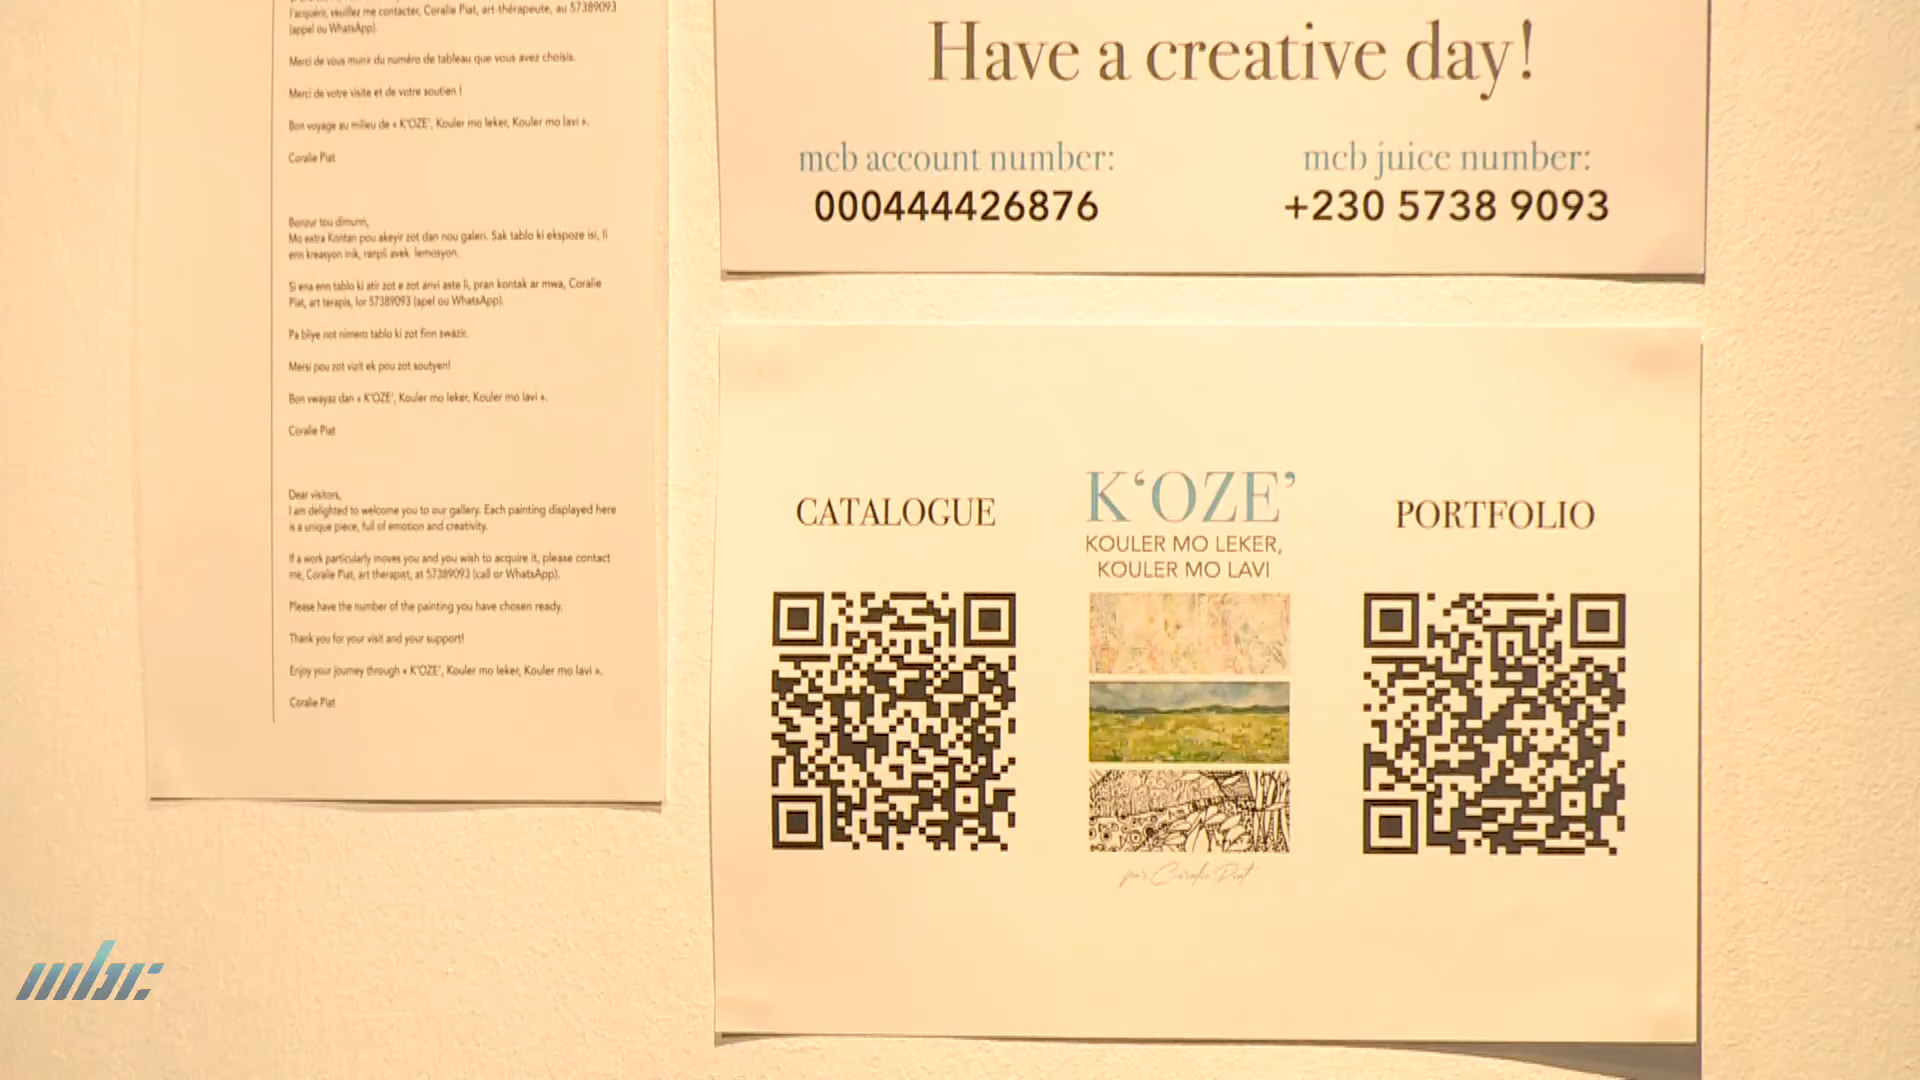 l'acquérir, veuillez me contacter, Coralie Piat, art-thérapeute, au 57389093
(appel ou WhatsApp).
Merci de vous munir du numéro de tableau que vous avez choisis.
Merci de votre visite et de votre soutien !
Bon voyage au milieu de « K'OZE', Kouler mo leker, Kouler mo lavi ».
Coralie Piat
Bonzur tou dimunn,
Mo extra Kontan pou akeyir zot dan nou galeri. Sak tablo ki ekspoze isi, li
enn kreasyon inik, ranpli avek lemosyon.
Si ena enn tablo ki atir zot e zot anvi aste li, pran kontak ar mwa, Coralie
Piat, art terapis, lor 57389093 (apel ou WhatsApp).
Pa bliye not nimero tablo ki zot finn swazir.
Mersi pou zot vizit ek pou zot soutyen!
Bon vwayaz dan « K'OZE', Kouler mo leker, Kouler mo lavi ».
Coralie Piat
Dear visitors,
I am delighted to welcome you to our gallery. Each painting displayed here
is a unique piece, full of emotion and creativity.
If a work particularly moves you and you wish to acquire it, please contact
me, Coralie Piat, art therapist, at 57389093 (call or WhatsApp).
Please have the number of the painting you have chosen ready.
Thank you for your visit and your support!
Enjoy your journey through « K'OZE', Kouler mo leker, Kouler mo lavi ».
Coralie Piat
Have a creative day!
mcb account number:
000444426876
mcb juice number:
+230 5738 9093
CATALOGUE
K‘OZE’
KOULER MO LEKER,
KOULER MO LAVI
PORTFOLIO
par Coralie Piat
mbc